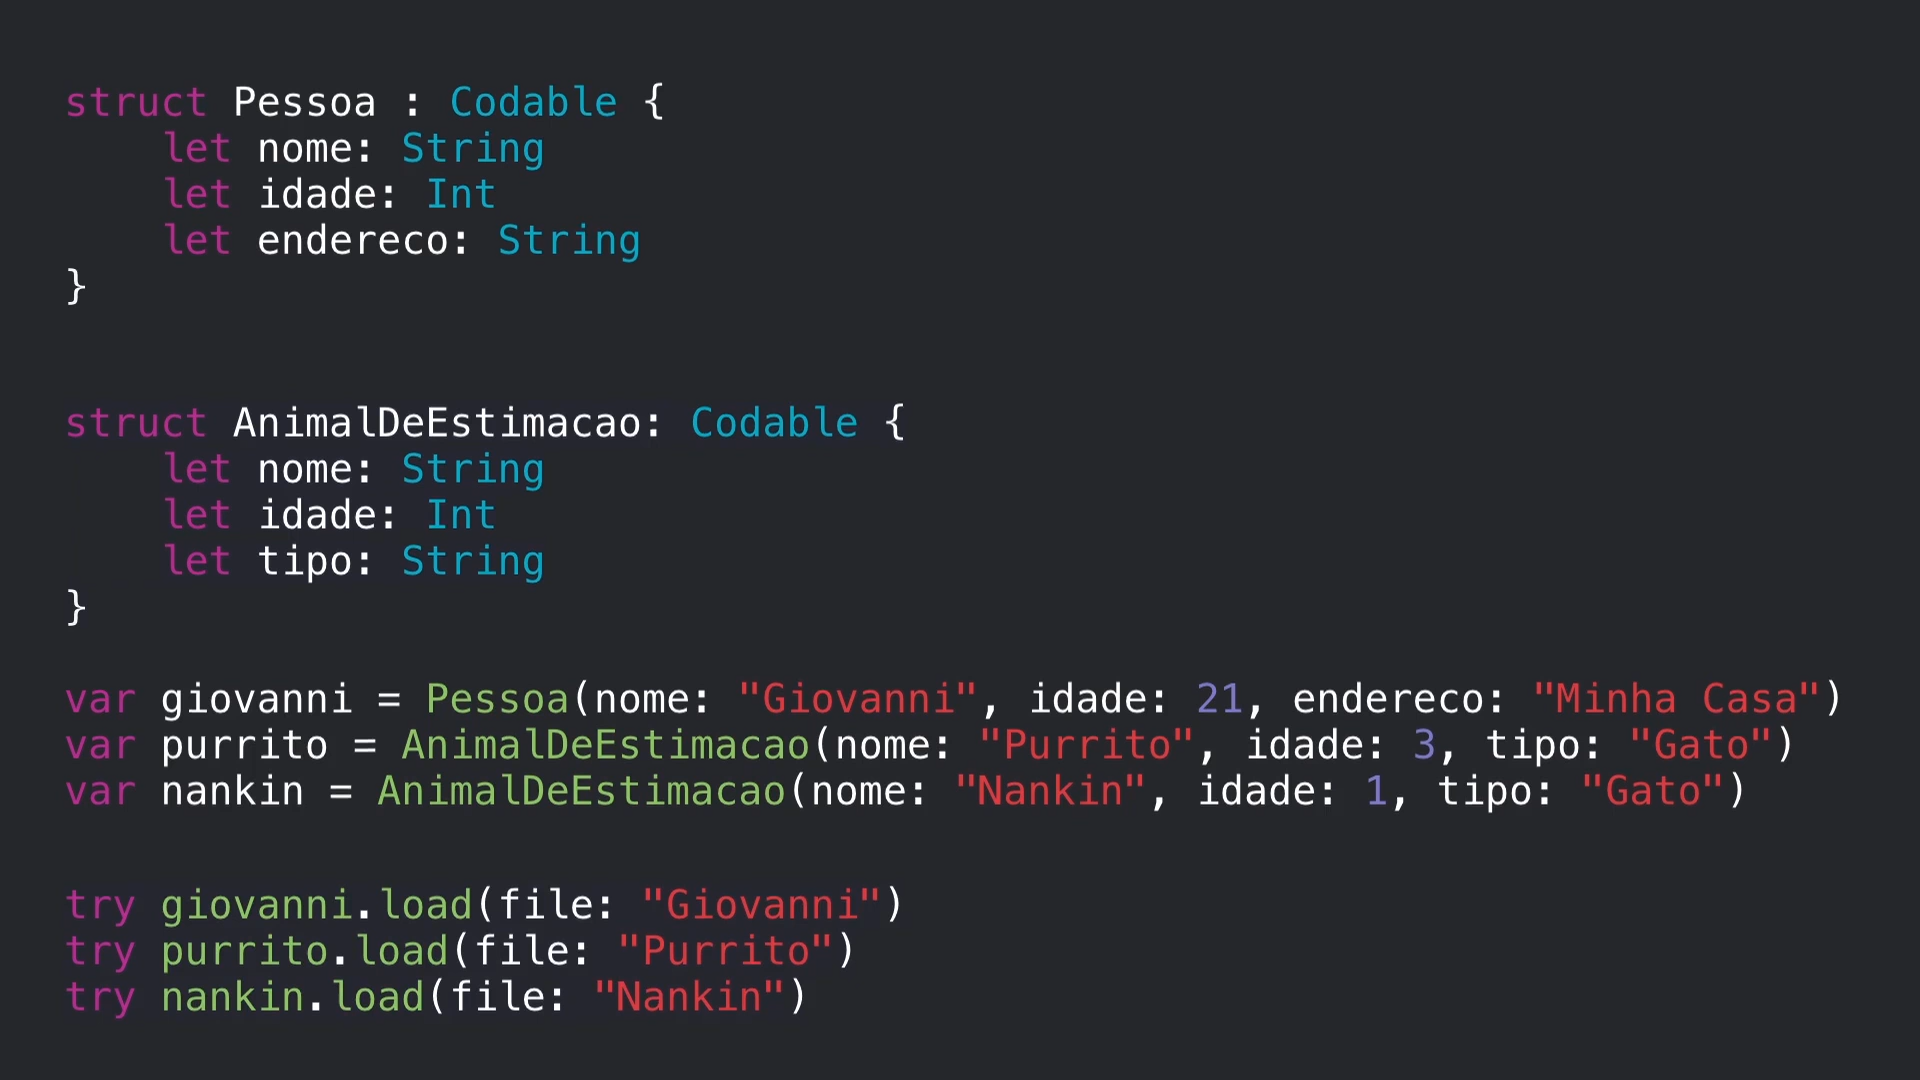 struct Pessoa : Codable {
    let nome: String
    let idade: Int
    let endereco: String
}
struct AnimalDeEstimacao: Codable {
    let nome: String
    let idade: Int
    let tipo: String
}
var giovanni = Pessoa(nome: "Giovanni", idade: 21, endereco: "Minha Casa")
var purrito = AnimalDeEstimacao(nome: "Purrito", idade: 3, tipo: "Gato")
var nankin = AnimalDeEstimacao(nome: "Nankin", idade: 1, tipo: "Gato")
try giovanni.load(file: "Giovanni")
try purrito.load(file: "Purrito")
try nankin.load(file: "Nankin")